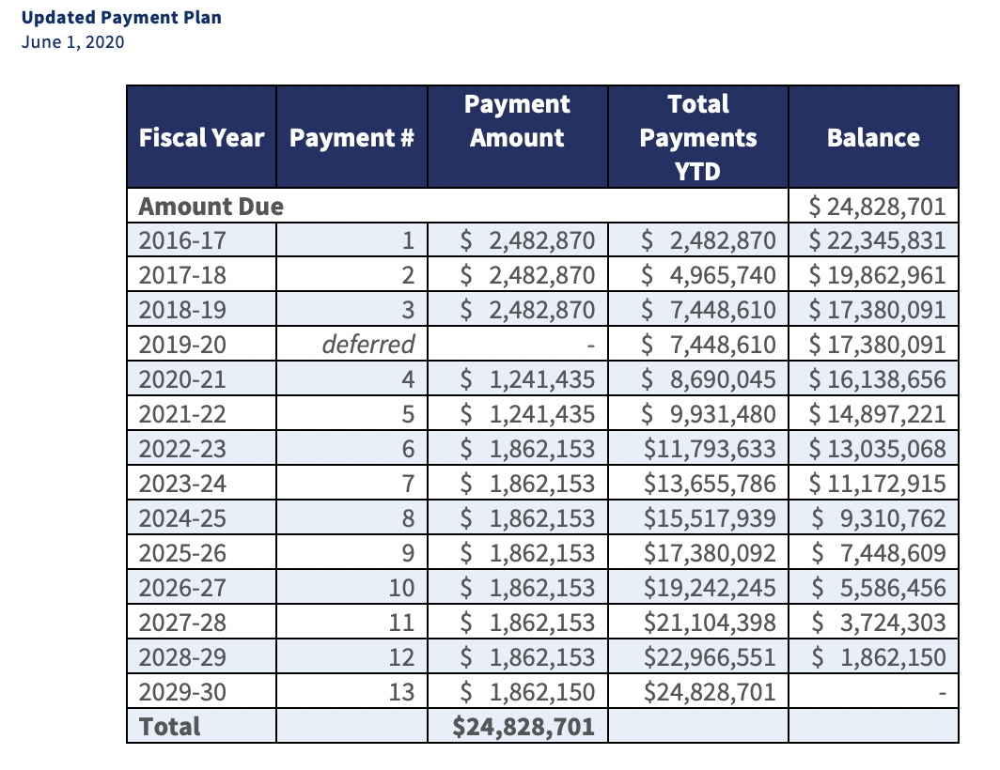 Updated Payment Plan
June 1, 2020
Fiscal Year Payment # Payment Amount Total Payments YTD Balance
Amount Due $ 24,828,701
2016-17 1 $ 2,482,870 $ 2,482,870 $ 22,345,831
2017-18 2 $ 2,482,870 $ 4,965,740 $ 19,862,961
2018-19 3 $ 2,482,870 $ 7,448,610 $ 17,380,091
2019-20 deferred - $ 7,448,610 $ 17,380,091
2020-21 4 $ 1,241,435 $ 8,690,045 $ 16,138,656
2021-22 5 $ 1,241,435 $ 9,931,480 $ 14,897,221
2022-23 6 $ 1,862,153 $11,793,633 $ 13,035,068
2023-24 7 $ 1,862,153 $13,655,786 $ 11,172,915
2024-25 8 $ 1,862,153 $15,517,939 $ 9,310,762
2025-26 9 $ 1,862,153 $17,380,092 $ 7,448,609
2026-27 10 $ 1,862,153 $19,242,245 $ 5,586,456
2027-28 11 $ 1,862,153 $21,104,398 $ 3,724,303
2028-29 12 $ 1,862,153 $22,966,551 $ 1,862,150
2029-30 13 $ 1,862,150 $24,828,701 -
Total $24,828,701